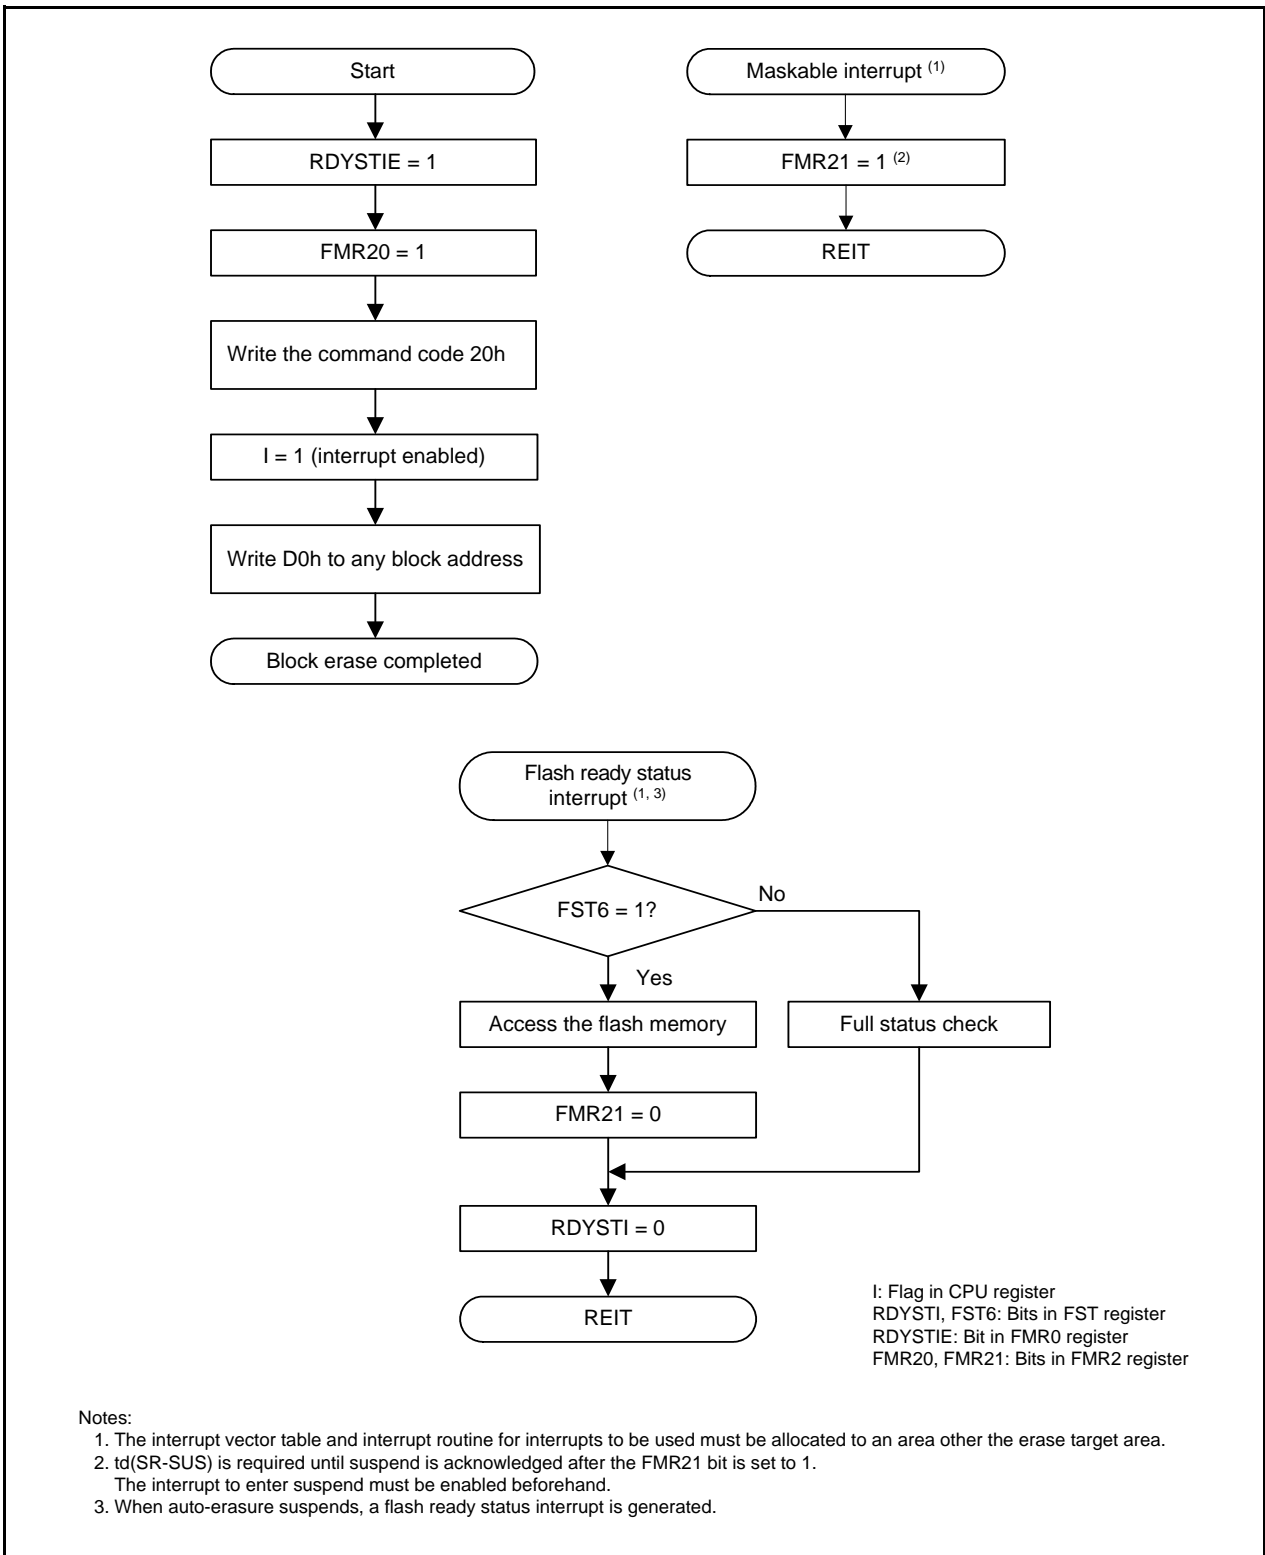 Start
RDYSTIE = 1
FMR20 = 1
Write the command code 20h
I = 1 (interrupt enabled)
Write D0h to any block address
Block erase completed
Maskable interrupt (1)
FMR21 = 1 (2)
REIT
Flash ready status
interrupt (1, 3)
FST6 = 1?
No
Yes
Access the flash memory
Full status check
FMR21 = 0
RDYSTI = 0
REIT
I: Flag in CPU register
RDYSTI, FST6: Bits in FST register
RDYSTIE: Bit in FMR0 register
FMR20, FMR21: Bits in FMR2 register
Notes:
1. The interrupt vector table and interrupt routine for interrupts to be used must be allocated to an area other the erase target area.
2. td(SR-SUS) is required until suspend is acknowledged after the FMR21 bit is set to 1.
The interrupt to enter suspend must be enabled beforehand.
3. When auto-erasure suspends, a flash ready status interrupt is generated.